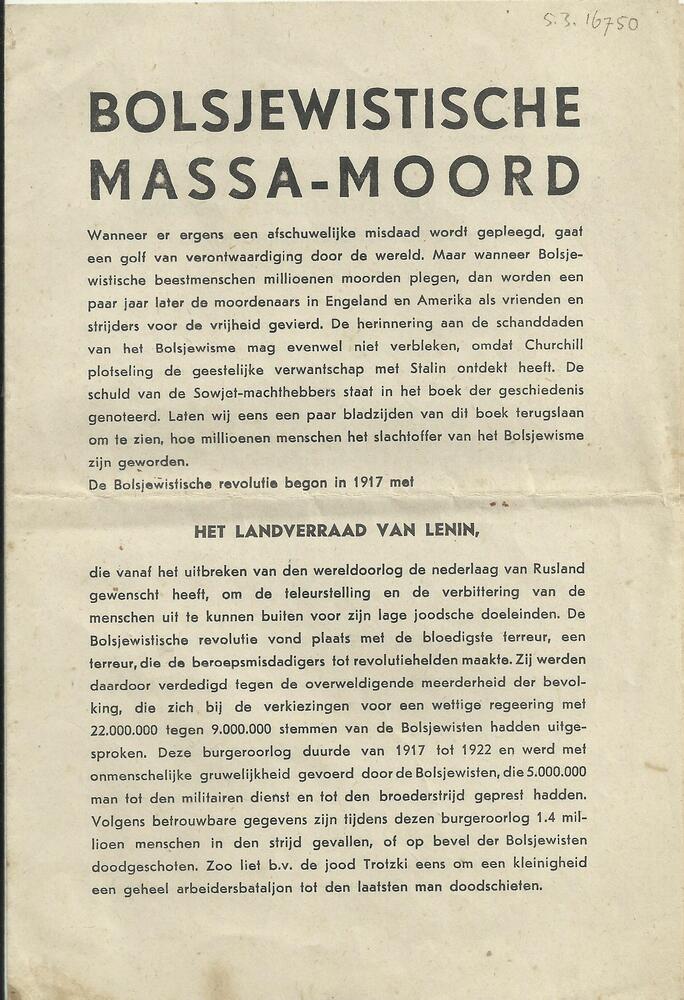 S.3. 16750
BOLSJEWISTISCHE
MASSA-MOORD
Wanneer er ergens een afschuwelijke misdaad wordt gepleegd, gaat
een golf van verontwaardiging door de wereld. Maar wanneer Bolsje-
wistische beestmenschen millioenen moorden plegen, dan worden een
paar jaar later de moordenaars in Engeland en Amerika als vrienden en
strijders voor de vrijheid gevierd. De herinnering aan de schanddaden
van het Bolsjewisme mag evenwel niet verbleken, omdat Churchill
plotseling de geestelijke verwantschap met Stalin ontdekt heeft. De
schuld van de Sowjet-machthebbers staat in het boek der geschiedenis
genoteerd. Laten wij eens een paar bladzijden van dit boek terugslaan
om te zien, hoe millioenen menschen het slachtoffer van het Bolsjewisme
zijn geworden.
De Bolsjewistische revolutie begon in 1917 met
HET LANDVERRAAD VAN LENIN,
die vanaf het uitbreken van den wereldoorlog de nederlaag van Rusland
gewenscht heeft, om de teleurstelling en de verbittering van de
menschen uit te kunnen buiten voor zijn lage joodsche doeleinden. De
Bolsjewistische revolutie vond plaats met de bloedigste terreur, een
terreur, die de beroepsmisdadigers tot revolutiehelden maakte. Zij werden
daardoor verdedigd tegen de overweldigende meerderheid der bevol-
king, die zich bij de verkiezingen voor een wettige regeering met
22.000.000 tegen 9.000.000 stemmen van de Bolsjewisten hadden uitge-
sproken. Deze burgeroorlog duurde van 1917 tot 1922 en werd met
onmenschelijke gruwelijkheid gevoerd door de Bolsjewisten, die 5.000.000
man tot den militairen dienst en tot den broederstrijd geprest hadden.
Volgens betrouwbare gegevens zijn tijdens dezen burgeroorlog 1.4 mil-
lioen menschen in den strijd gevallen, of op bevel der Bolsjewisten
doodgeschoten. Zoo liet b.v. de jood Trotzki eens om een kleinigheid
een geheel arbeidersbataljon tot den laatsten man doodschieten.